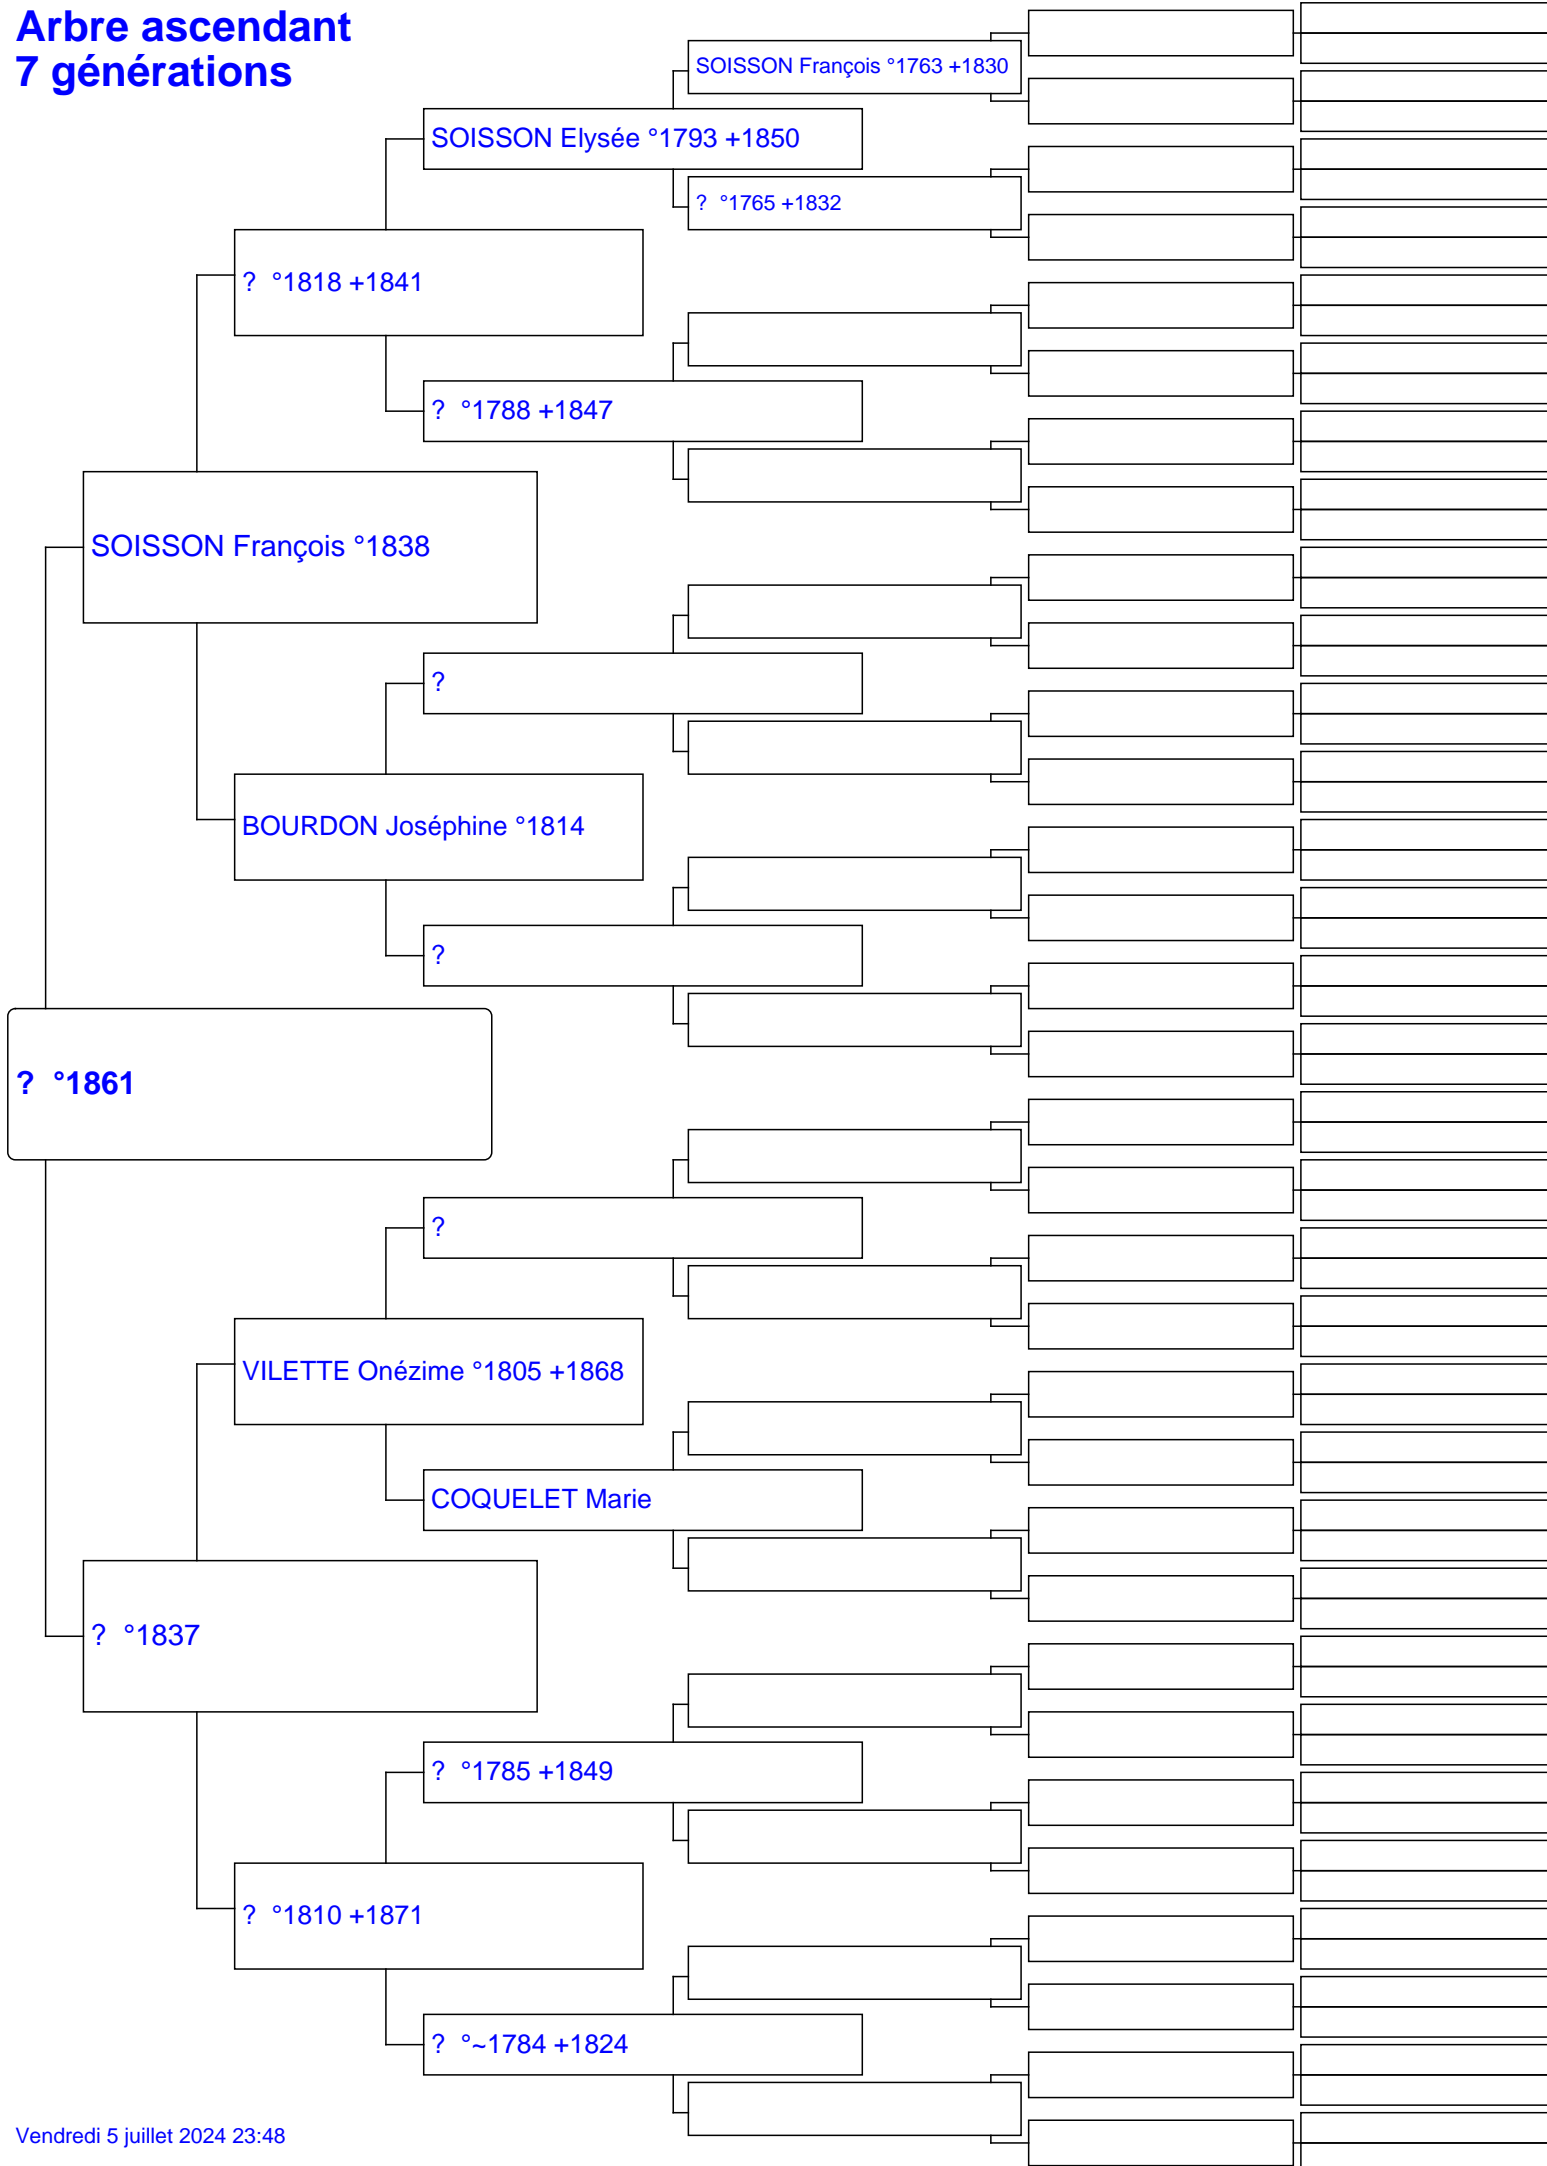 Arbre ascendant
7 générations
SOISSON François °1763 +1830
SOISSON Elysée °1793 +1850
? °1765 +1832
? °1818 +1841
? °1788 +1847
SOISSON François °1838
?
BOURDON Joséphine °1814
?
? °1861
?
VILETTE Onézime °1805 +1868
COQUELET Marie
? °1837
? °1785 +1849
? °1810 +1871
? °~1784 +1824
Vendredi 5 juillet 2024 23:48